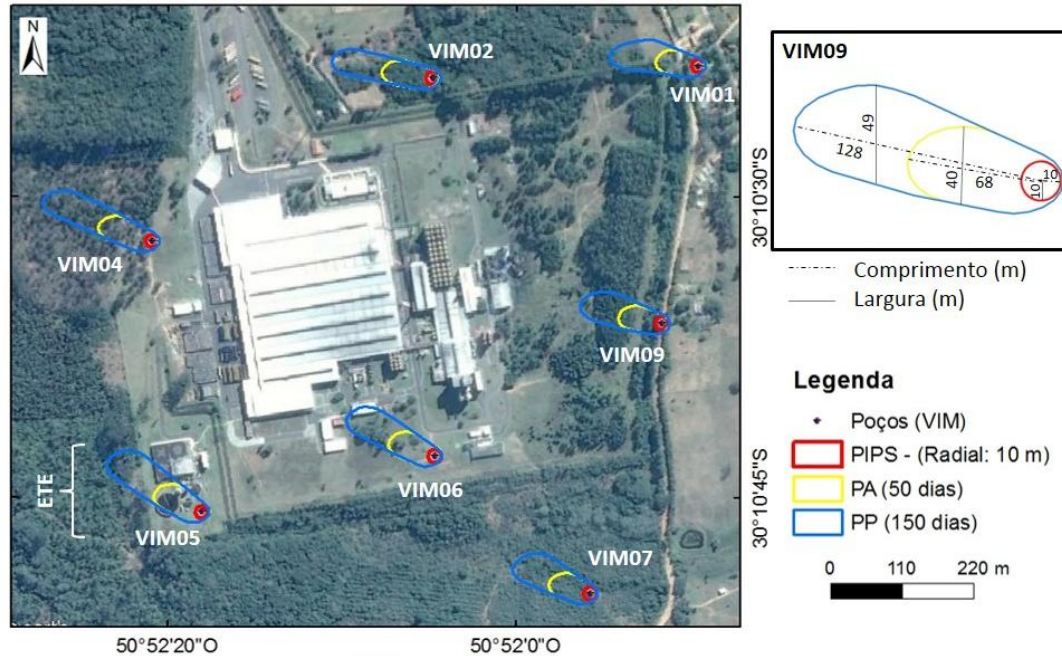 N
VIM02
VIM01
VIM04
VIM09
VIM06
ETE
VIM05
VIM07
30°10'30"S
30°10'45"S
50°52'20"O
50°52'0"O
VIM09
49
128
40
68
10
10
Comprimento (m)
Largura (m)
Legenda
Poços (VIM)
PIPS - (Radial: 10 m)
PA (50 dias)
PP (150 dias)
0 110 220 m